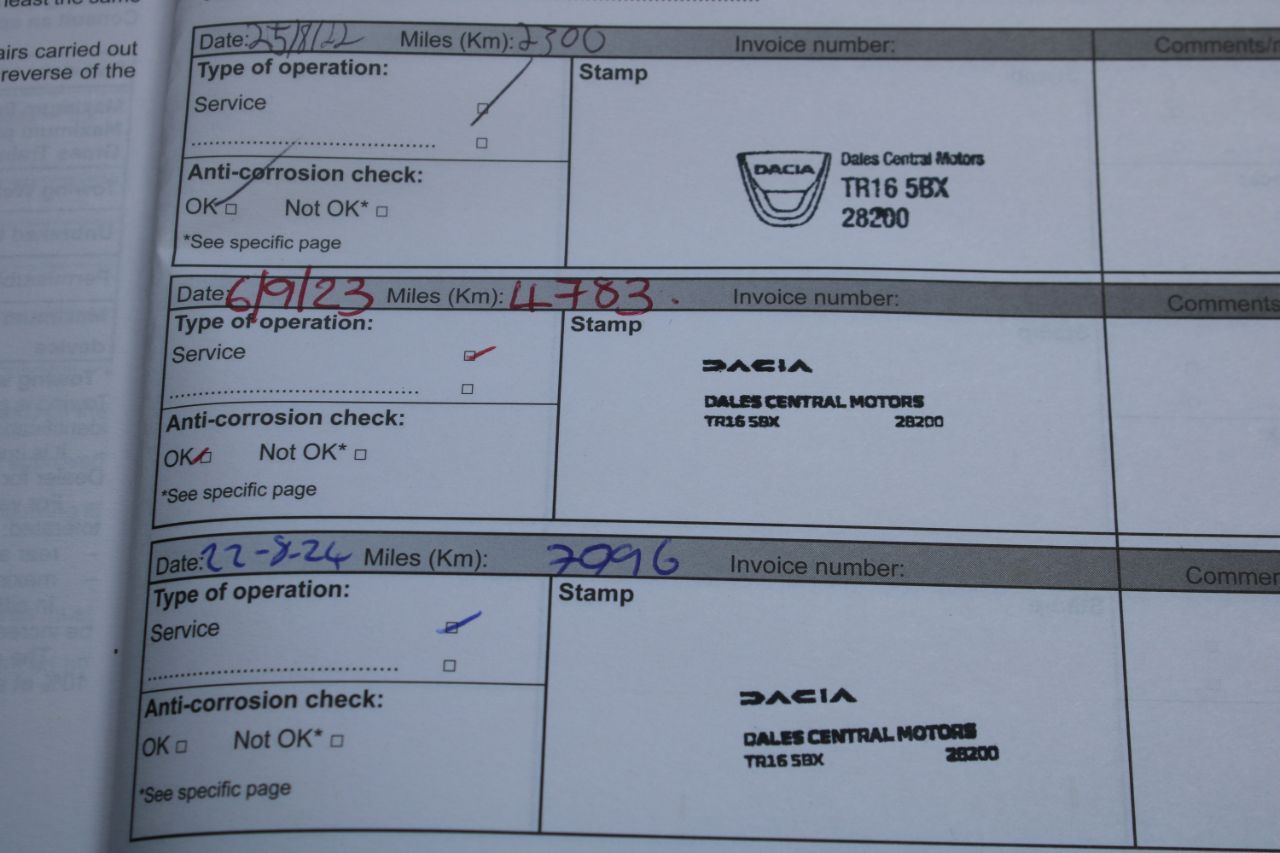 least the same
airs carried out
reverse of the
Date: 25/8/22 Miles (Km): 2300 Invoice number: Comments/r
Type of operation: Stamp
Service
Anti-corrosion check:
OK Not OK*
*See specific page
DACIA Dales Central Motors
TR16 5BX
28200
Date: 6/9/23 Miles (Km): 4783. Invoice number: Comments
Type of operation: Stamp
Service
Anti-corrosion check:
OK Not OK*
*See specific page
DACIA
DALES CENTRAL MOTORS
TR16 5BX 28200
Date: 22-8-24 Miles (Km): 7096 Invoice number: Commen
Type of operation: Stamp
Service
Anti-corrosion check:
OK Not OK*
*See specific page
DACIA
DALES CENTRAL MOTORS
TR16 5BX 28200